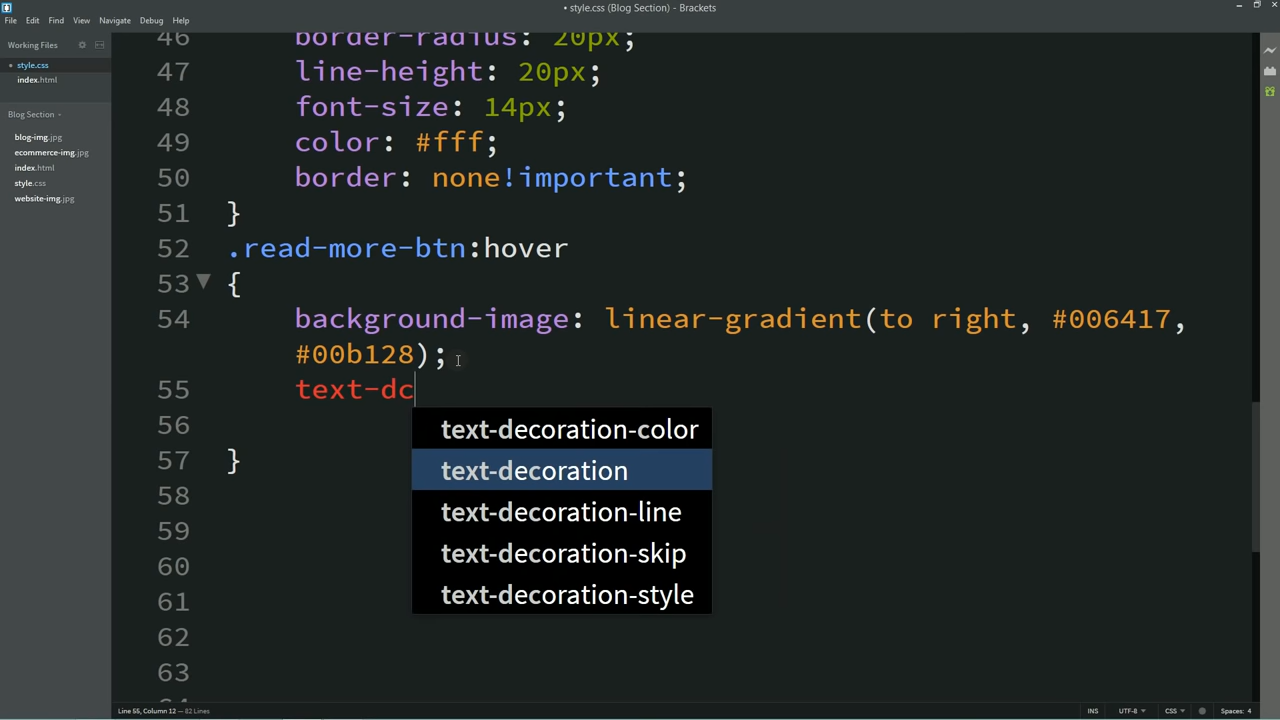 • style.css (Blog Section) - Brackets
File Edit Find View Navigate Debug Help
Working Files
• style.css
index.html
Blog Section
blog-img.jpg
ecommerce-img.jpg
index.html
style.css
website-img.jpg
46 border-radius: 20px;
47 line-height: 20px;
48 font-size: 14px;
49 color: #fff;
50 border: none!important;
51 }
52 .read-more-btn:hover
53 {
54 background-image: linear-gradient(to right, #006417,
#00b128);
55 text-dc
text-decoration-color
56
text-decoration
57 }
text-decoration-line
58
text-decoration-skip
59
text-decoration-style
60
61
62
63
64
Line 55, Column 12 — 82 Lines
INS UTF-8 CSS Spaces: 4